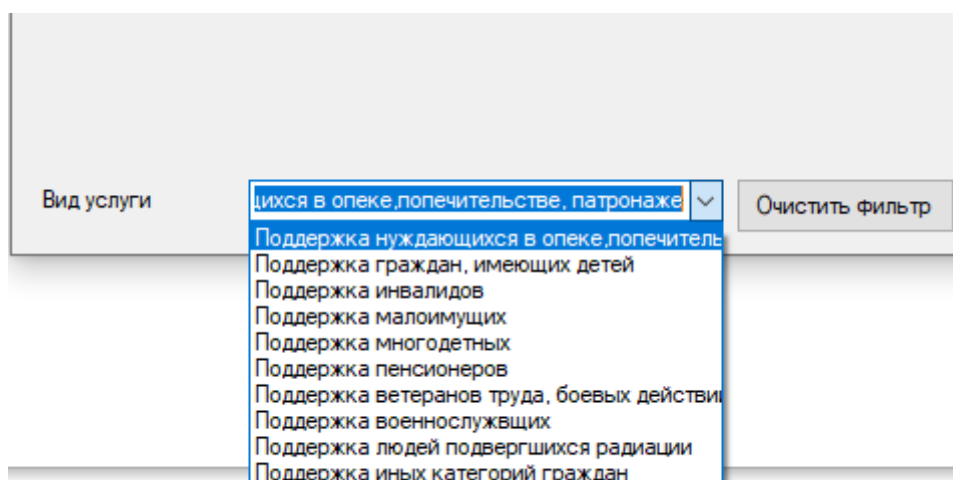 Вид услуги
ихся в опеке,попечительстве, патронаже
Очистить фильтр
Поддержка нуждающихся в опеке,попечитель
Поддержка граждан, имеющих детей
Поддержка инвалидов
Поддержка малоимущих
Поддержка многодетных
Поддержка пенсионеров
Поддержка ветеранов труда, боевых действи
Поддержка военнослужвщих
Поддержка людей подвергшихся радиации
Поддержка иных категорий граждан